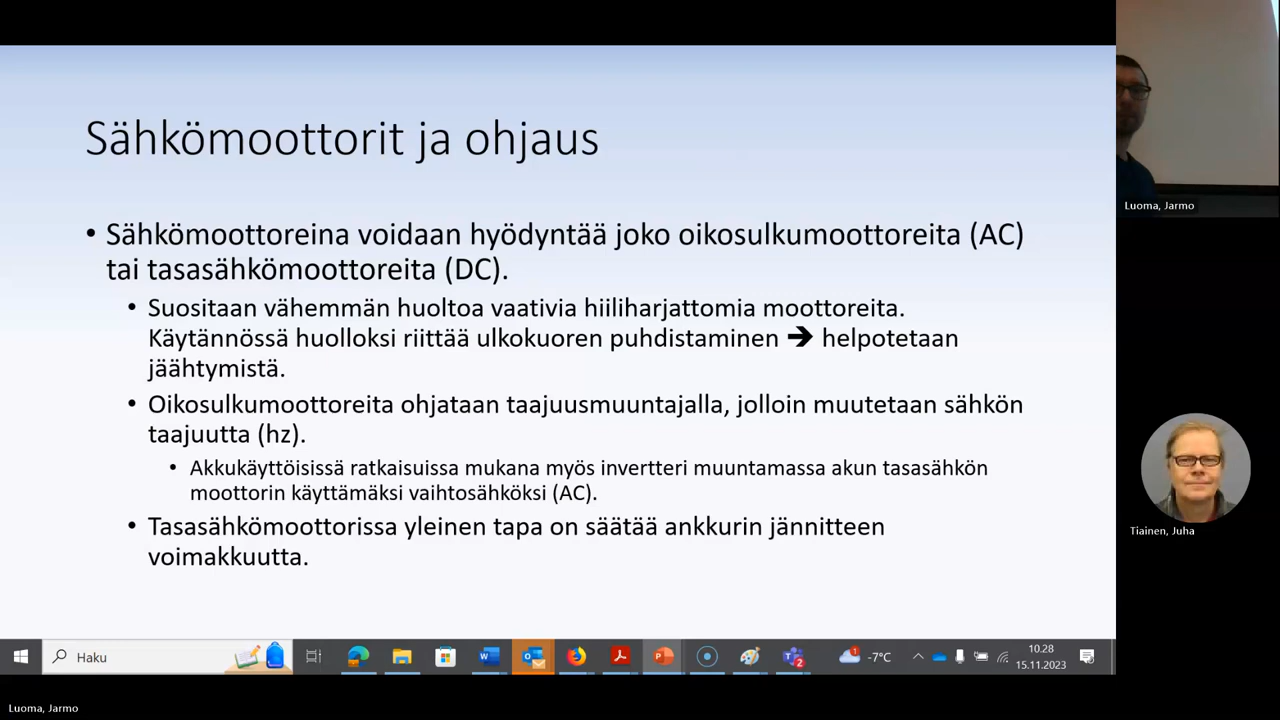 Sähkömoottorit ja ohjaus
• Sähkömoottoreina voidaan hyödyntää joko oikosulkumoottoreita (AC)
tai tasasähkömoottoreita (DC).
• Suositaan vähemmän huoltoa vaativia hiiliharjattomia moottoreita.
Käytännössä huolloksi riittää ulkokuoren puhdistaminen ➔ helpotetaan
jäähtymistä.
• Oikosulkumoottoreita ohjataan taajuusmuuntajalla, jolloin muutetaan sähkön
taajuutta (hz).
• Akkukäyttöisissä ratkaisuissa mukana myös invertteri muuntamassa akun tasasähkön
moottorin käyttämäksi vaihtosähköksi (AC).
• Tasasähkömoottorissa yleinen tapa on säätää ankkurin jännitteen
voimakkuutta.
Luoma, Jarmo
Tiainen, Juha
Haku
-7°C
10.28
15.11.2023
Luoma, Jarmo